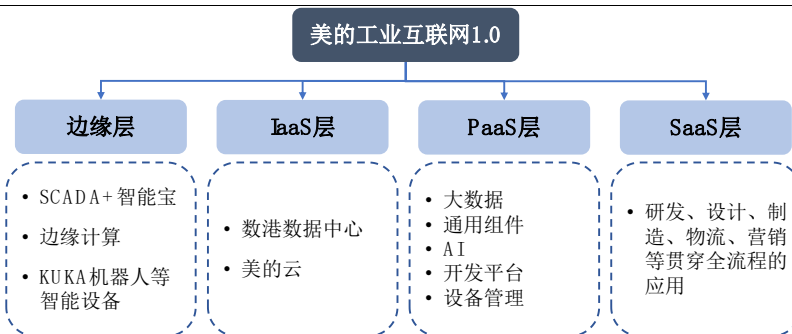 美的工业互联网1.0
边缘层
IaaS层
PaaS层
SaaS层
• SCADA+智能宝
• 边缘计算
• KUKA机器人等
智能设备
• 数港数据中心
• 美的云
• 大数据
• 通用组件
• AI
• 开发平台
• 设备管理
• 研发、设计、制
造、物流、营销
等贯穿全流程的
应用